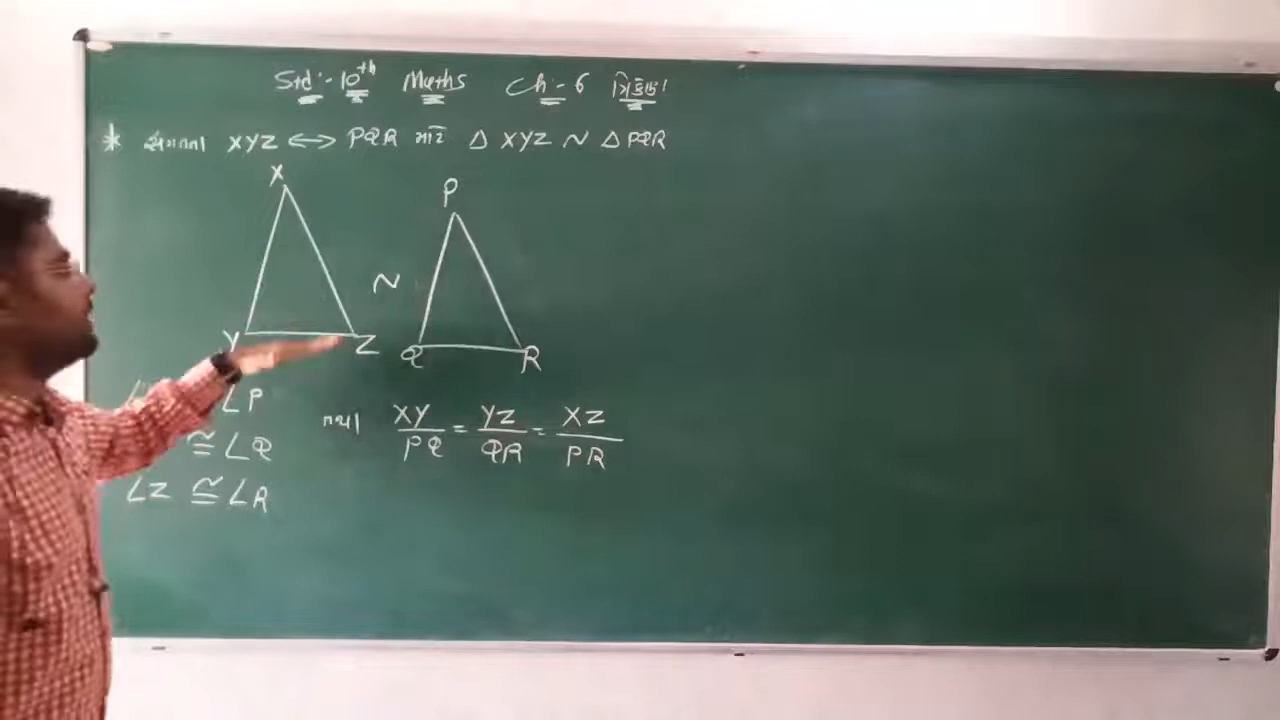 Std :- 10th Maths Ch - 6 ત્રિકોણ
* સંગતતા XYZ ↔ PQR માટે Δ XYZ ~ Δ PQR
X
P
~
Y Z Q R
∠P
તથા XY/PQ = YZ/QR = XZ/PR
≅ ∠Q
∠Z ≅ ∠R